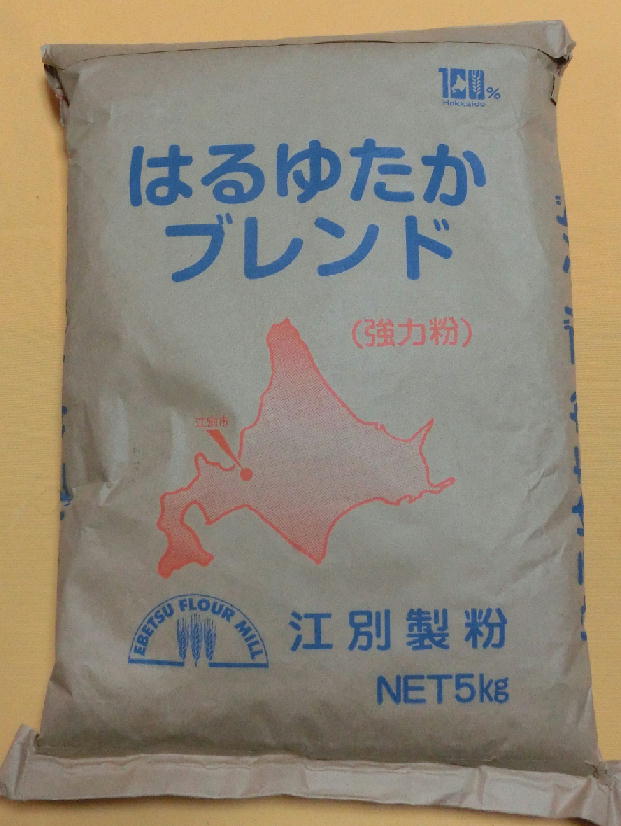 100%
Hokkaido
はるゆたか
ブレンド
(強力粉)
江別市
EBETSU FLOUR MILL
江別製粉
NET5kg